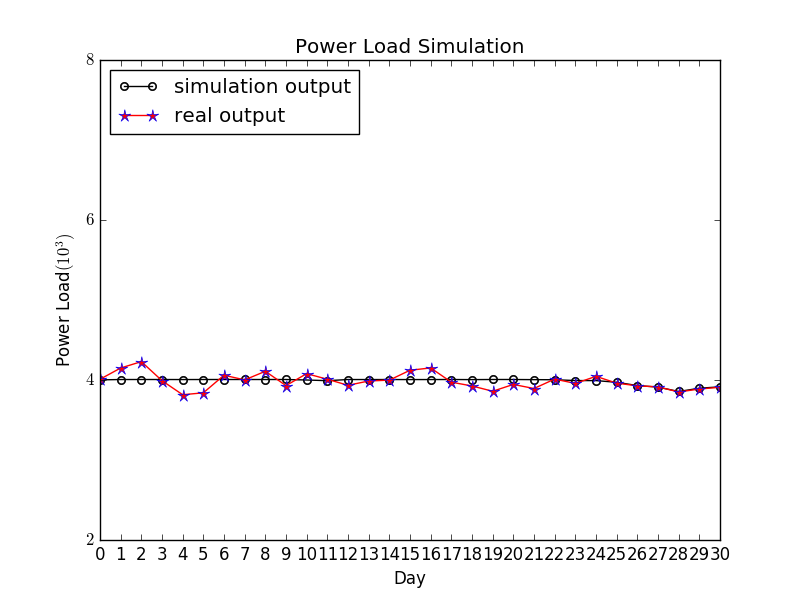 Power Load Simulation
simulation output
real output
8
6
4
2
Power Load(10³)
0 1 2 3 4 5 6 7 8 9 10 11 12 13 14 15 16 17 18 19 20 21 22 23 24 25 26 27 28 29 30
Day